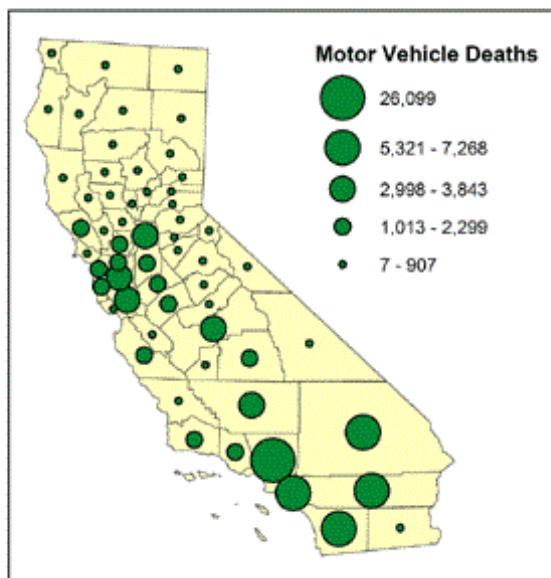 Motor Vehicle Deaths
26,099
5,321 - 7,268
2,998 - 3,843
1,013 - 2,299
7 - 907